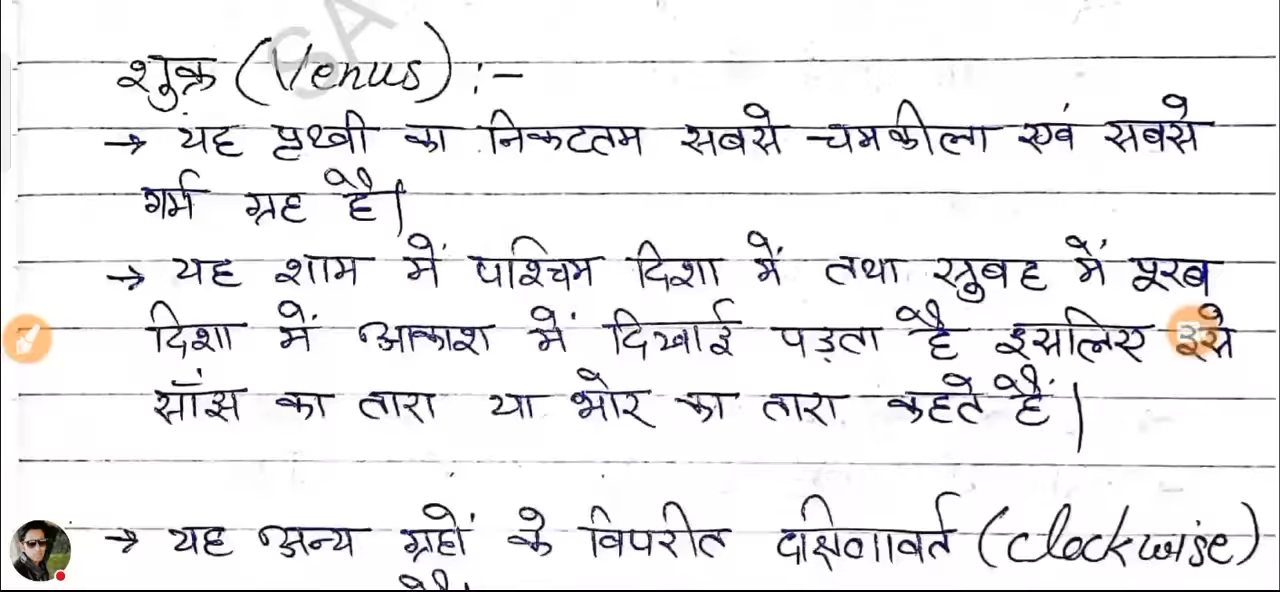 शुक्र (Venus) :-
→ यह पृथ्वी का निकटतम सबसे चमकीला एवं सबसे
गर्म ग्रह है|
→ यह शाम में पश्चिम दिशा में तथा सुबह में पूरब
दिशा में आकाश में दिखाई पड़ता है इसलिए इसे
साँझ का तारा या भोर का तारा कहते हैं|
→ यह अन्य ग्रहों के विपरीत दक्षिणावर्त (clockwise)